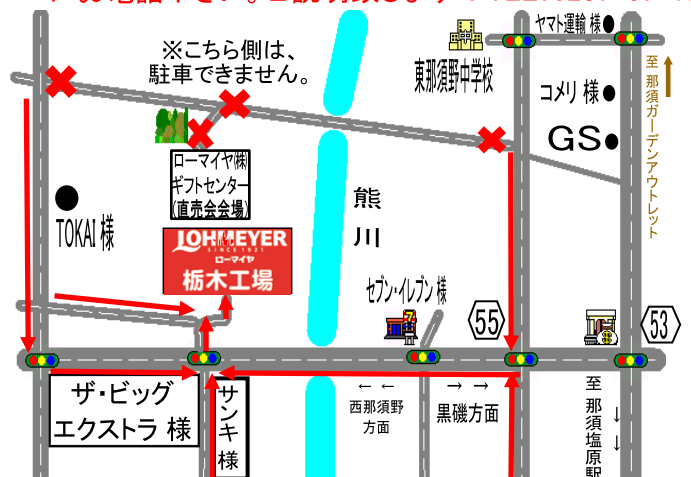 ※こちら側は、
駐車できません。
ヤマト運輸 様
東那須野中学校
コメリ 様
GS
至 那須ガーデンアウトレット
ローマイヤ㈱
ギフトセンター
(直売会会場)
TOKAI 様
熊川
LOHMEYER
SINCE 1921
ローマイヤ
栃木工場
セブン-イレブン 様
55
53
ザ・ビッグ
エクストラ 様
サンキ 様
← ←
西那須野
方面
→ →
黒磯方面
至 那須塩原駅 ↓ ↓